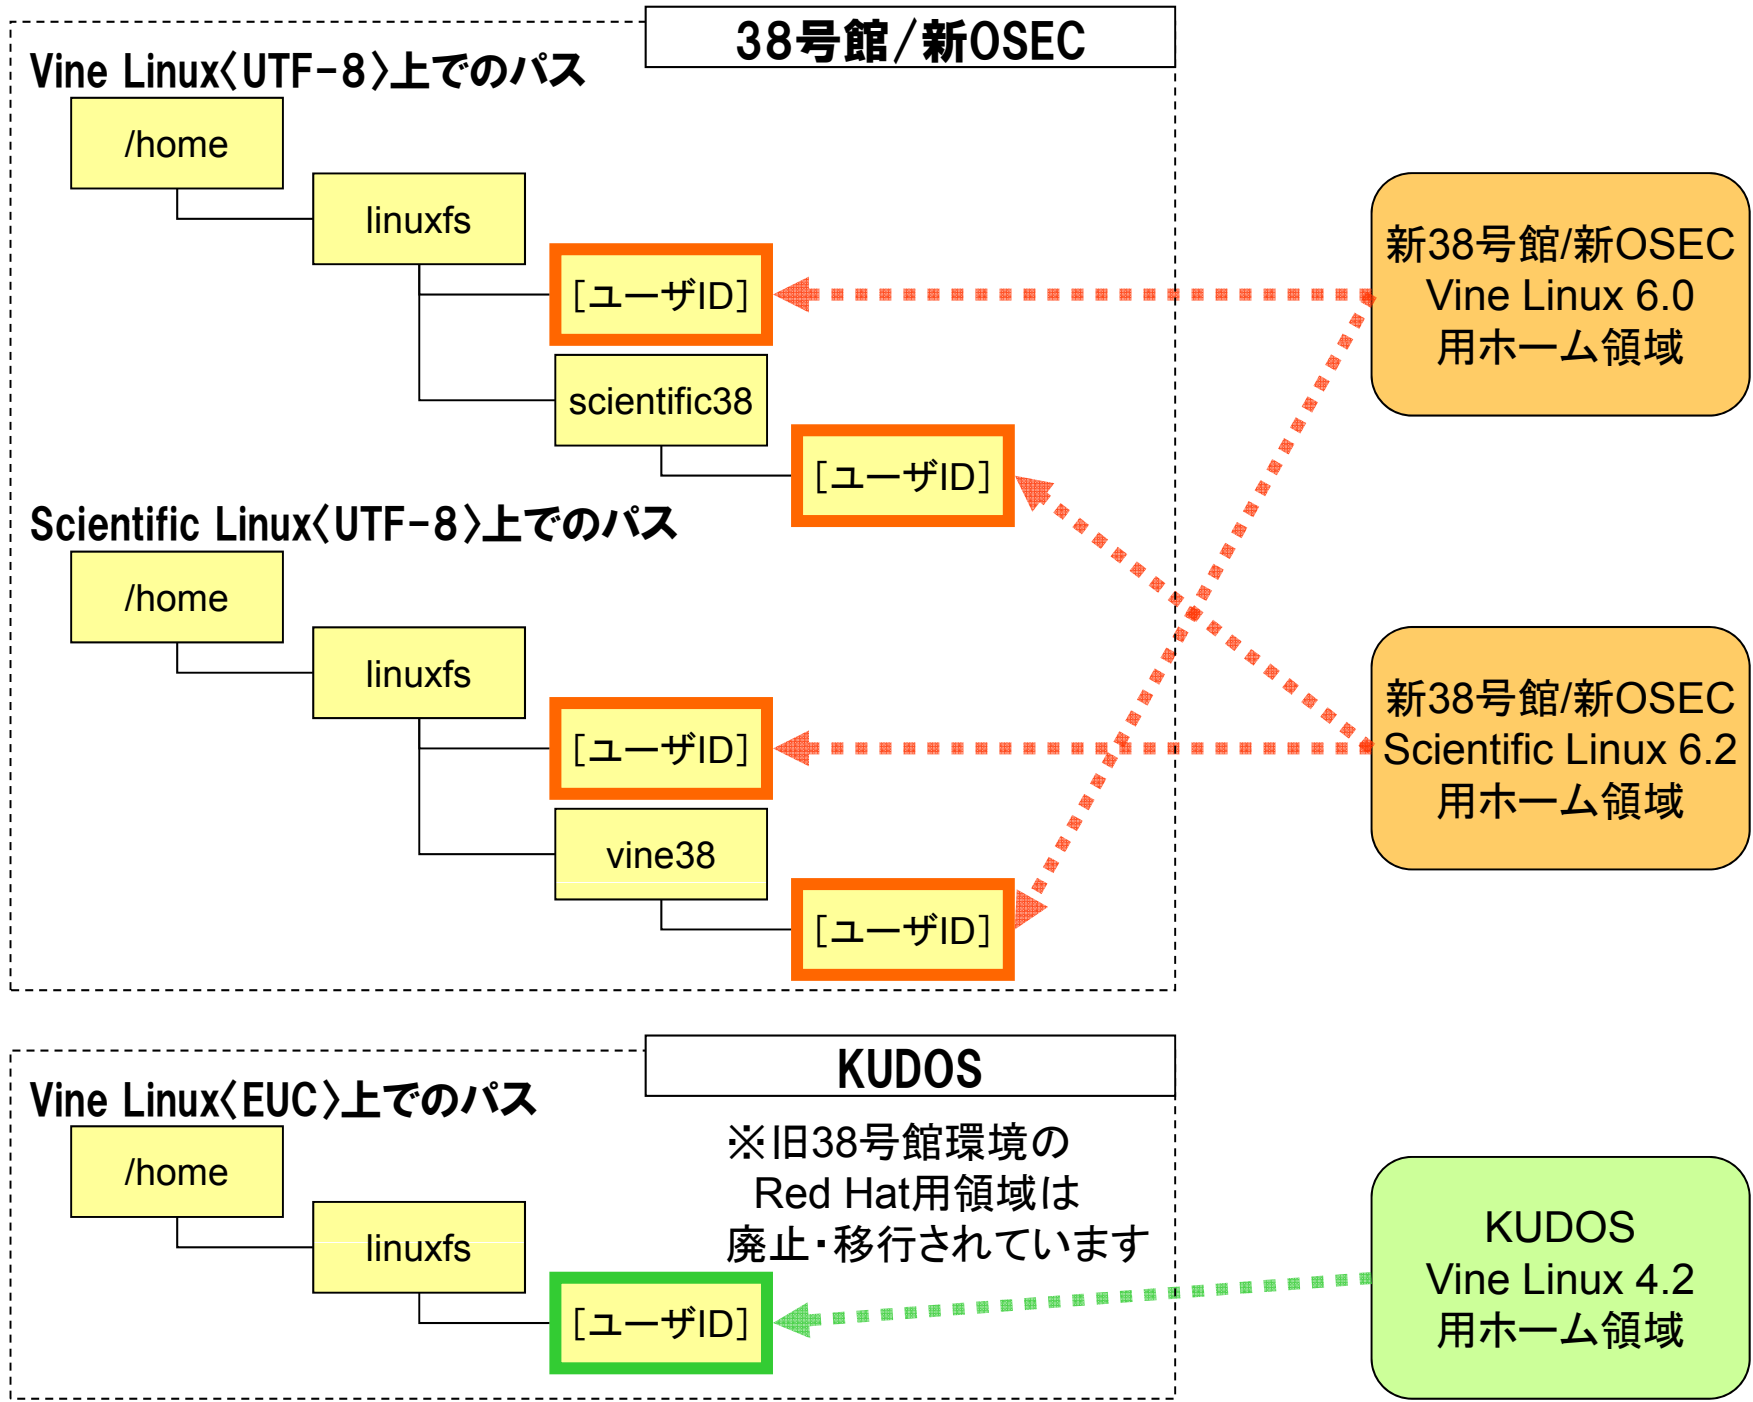 38号館/新OSEC
Vine Linux〈UTF-8〉上でのパス
/home
linuxfs
[ユーザID]
scientific38
[ユーザID]
Scientific Linux〈UTF-8〉上でのパス
/home
linuxfs
[ユーザID]
vine38
[ユーザID]
新38号館/新OSEC
Vine Linux 6.0
用ホーム領域
新38号館/新OSEC
Scientific Linux 6.2
用ホーム領域
KUDOS
Vine Linux〈EUC〉上でのパス
/home
linuxfs
[ユーザID]
※旧38号館環境の
Red Hat用領域は
廃止・移行されています
KUDOS
Vine Linux 4.2
用ホーム領域